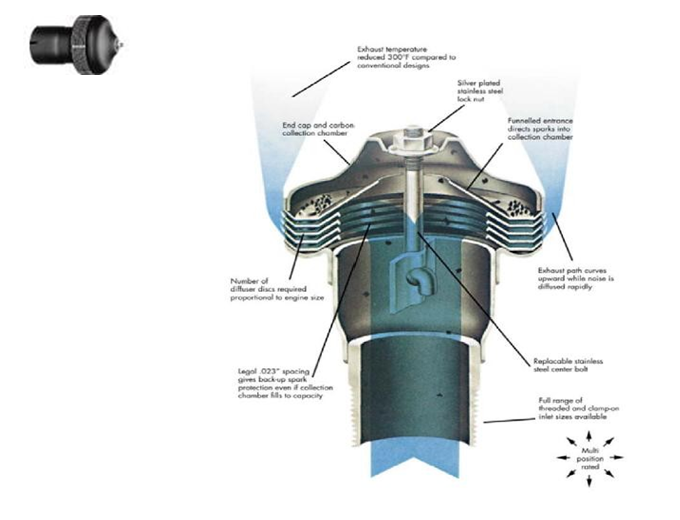 Exhaust temperature
reduced 300°F compared to
conventional designs
Silver plated
stainless steel
lock nut
End cap and carbon
collection chamber
Funnelled entrance
directs sparks into
collection chamber
Number of
diffuser discs required
proportional to engine size
Exhaust path curves
upward while noise is
diffused rapidly
Legal .023" spacing
gives back-up spark
protection even if collection
chamber fills to capacity
Replacable stainless
steel center bolt
Full range of
threaded and clamp-on
inlet sizes available
Multi
position
rated